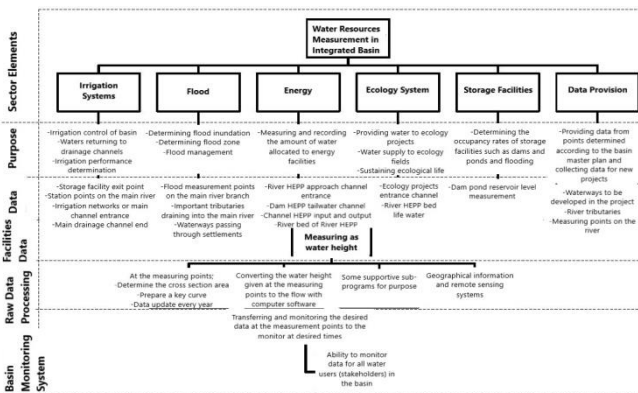 Water Resources
Measurement in
Integrated Basin
Sector Elements
Irrigation
Systems
Flood
Energy
Ecology System
Storage Facilities
Data Provision
Purpose
-Irrigation control of basin
-Waters returning to
drainage channels
-Irrigation performance
determination
-Determining flood inundation
-Determining flood zone
-Flood management
-Measuring and recording
the amount of water
allocated to energy
facilities
-Providing water to ecology
projects
-Water supply to ecology
fields
-Sustaining ecological life
-Determining the
occupancy rates of storage
facilities such as dams and
ponds and flooding
-Providing data from
points determined
according to the basin
master plan and
collecting data for new
projects
Facilities Data
Data
-Storage facility exit point
-Station points on the main river
-Irrigation networks or main
channel entrance
-Main drainage channel end
-Flood measurement points
on the main river branch
-Important tributaries
draining into the main river
-Waterways passing
through settlements
-River HEPP approach channel
entrance
-Dam HEPP tailwater channel
-Channel HEPP input and output
-River bed of River HEPP
-Ecology projects
entrance channel
-River HEPP bed
life water
-Dam pond reservoir level
measurement
-Waterways to be
developed in the project
-River tributaries
-Measuring points on the
river
Measuring as
water height
Raw Data
Processing
At the measuring points;
-Determine the cross section area
-Prepare a key curve
-Data update every year
Converting the water height
given at the measuring
points to the flow with
computer software
Some supportive sub-
programs for purpose
Geographical information
and remote sensing
systems
Basin
Monitoring
System
Transferring and monitoring the desired
data at the measurement points to the
monitor at desired times
Ability to monitor
data for all water
users (stakeholders) in
the basin